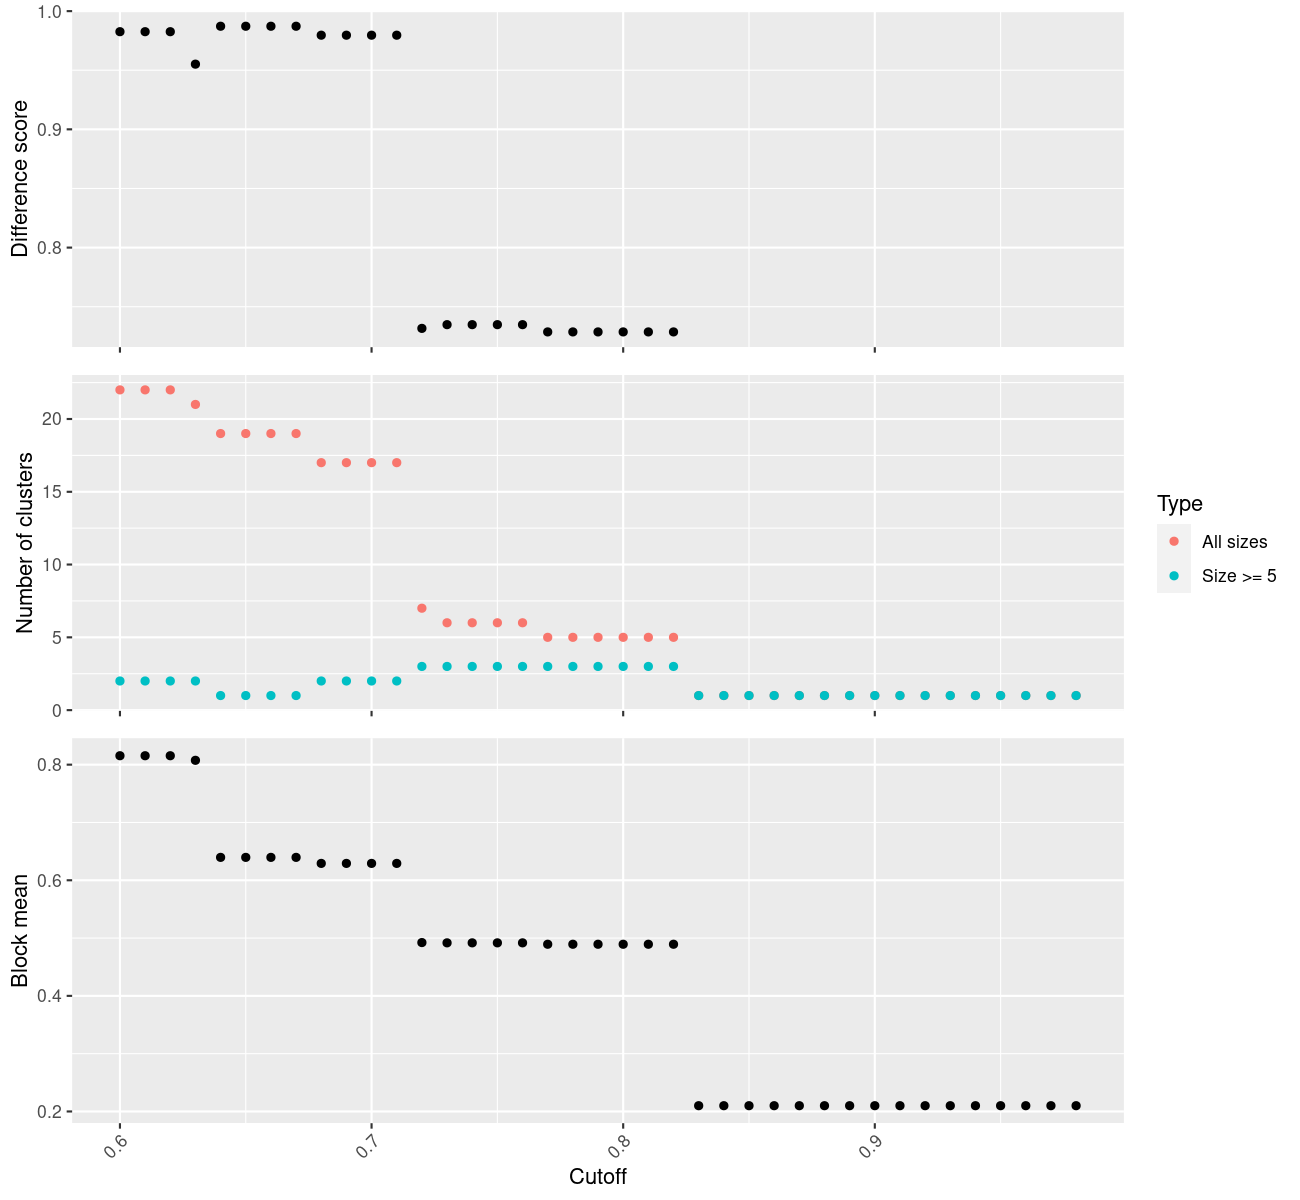 1.0
0.9
0.8
Difference score
20
15
10
5
0
Number of clusters
Type
All sizes
Size >= 5
0.8
0.6
0.4
0.2
Block mean
0.6
0.7
0.8
0.9
Cutoff